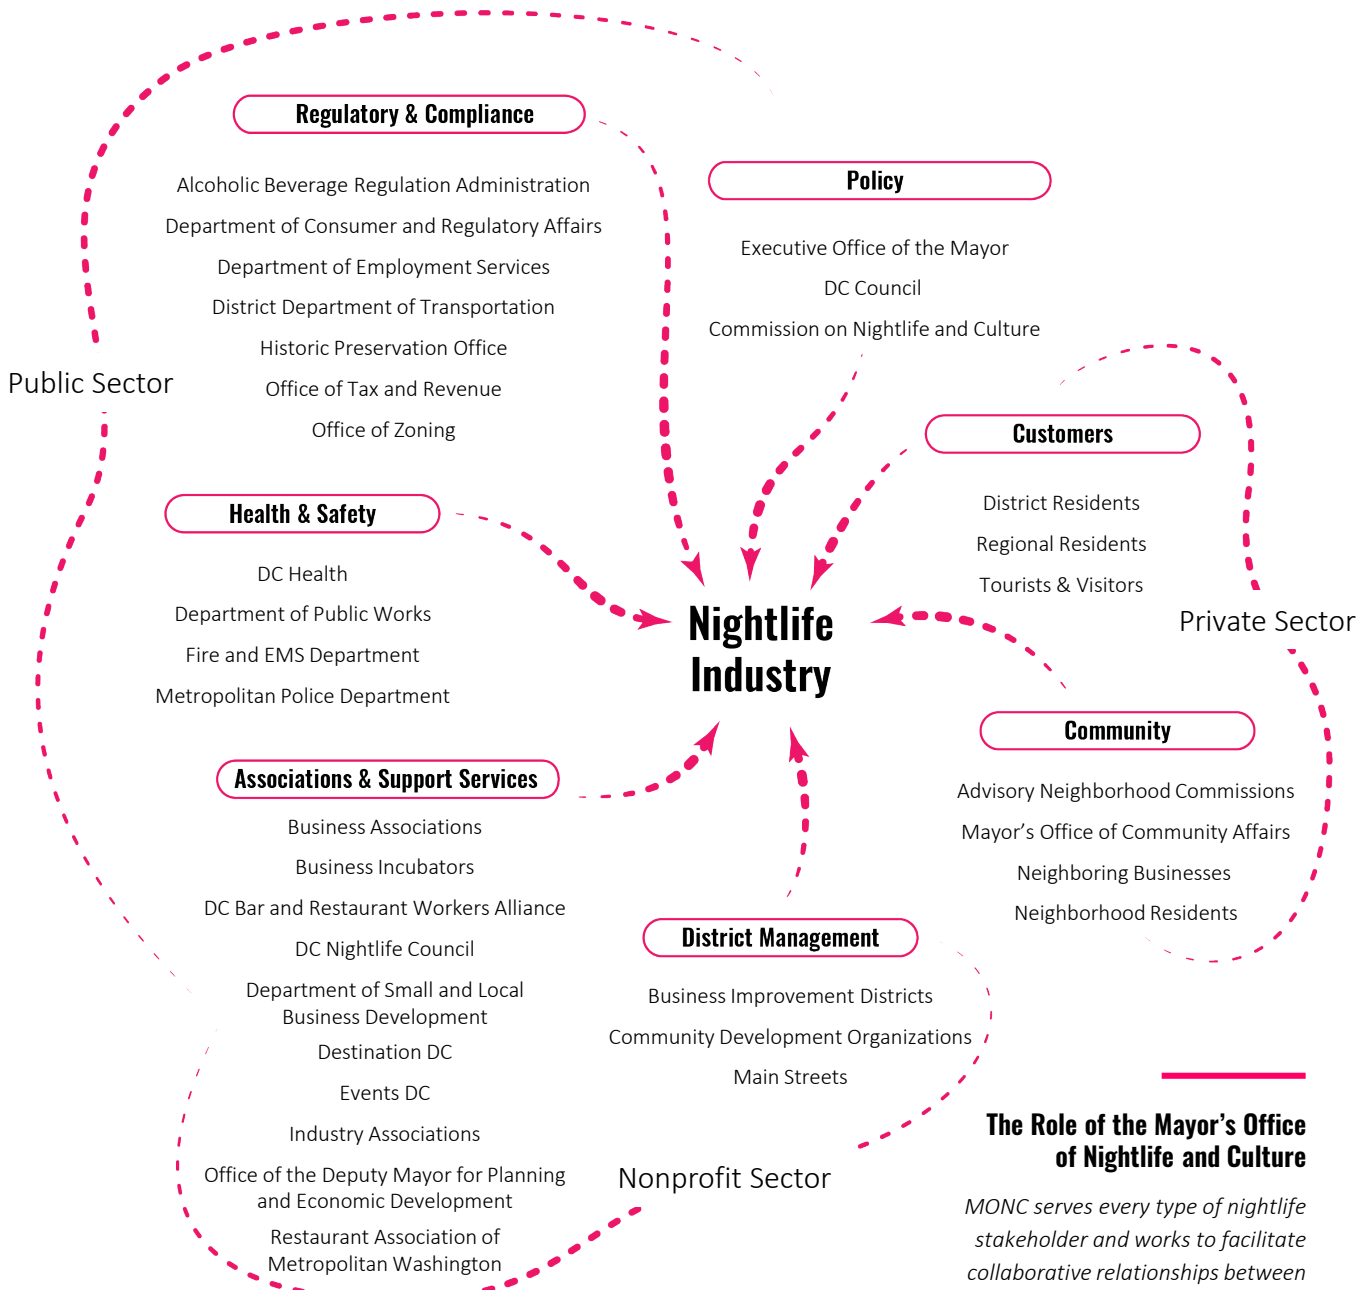 Regulatory & Compliance
Alcoholic Beverage Regulation Administration
Department of Consumer and Regulatory Affairs
Department of Employment Services
District Department of Transportation
Historic Preservation Office
Office of Tax and Revenue
Office of Zoning
Policy
Executive Office of the Mayor
DC Council
Commission on Nightlife and Culture
Public Sector
Customers
District Residents
Regional Residents
Tourists & Visitors
Private Sector
Health & Safety
DC Health
Department of Public Works
Fire and EMS Department
Metropolitan Police Department
Nightlife
Industry
Community
Advisory Neighborhood Commissions
Mayor’s Office of Community Affairs
Neighboring Businesses
Neighborhood Residents
Associations & Support Services
Business Associations
Business Incubators
DC Bar and Restaurant Workers Alliance
DC Nightlife Council
Department of Small and Local
Business Development
Destination DC
Events DC
Industry Associations
Office of the Deputy Mayor for Planning
and Economic Development
Restaurant Association of
Metropolitan Washington
District Management
Business Improvement Districts
Community Development Organizations
Main Streets
Nonprofit Sector
The Role of the Mayor’s Office
of Nightlife and Culture
MONC serves every type of nightlife
stakeholder and works to facilitate
collaborative relationships between